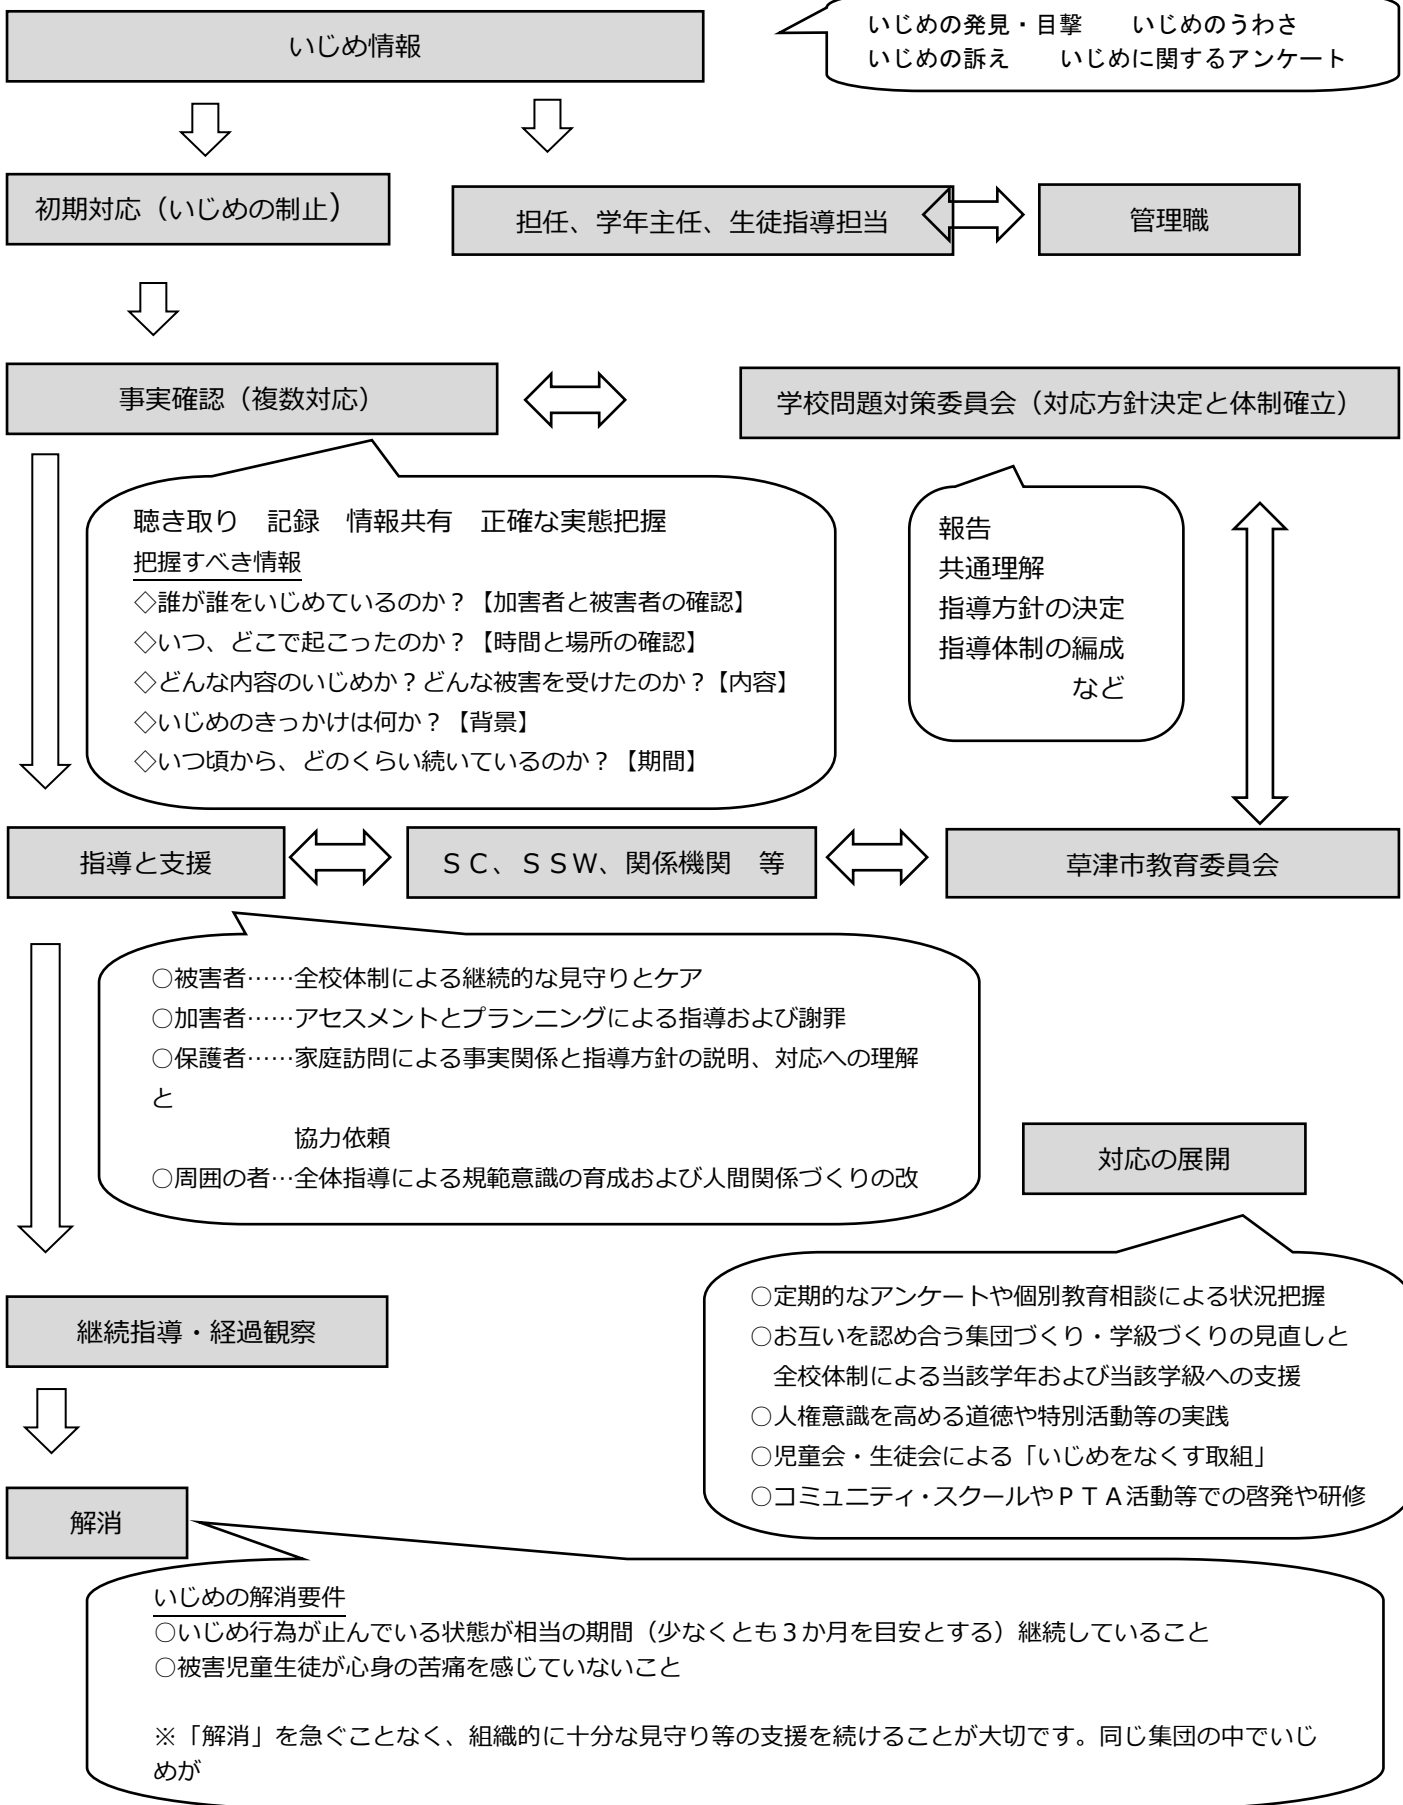 いじめ情報
いじめの発見・目撃　　いじめのうわさ
いじめの訴え　　いじめに関するアンケート
初期対応（いじめの制止）
担任、学年主任、生徒指導担当
管理職
事実確認（複数対応）
学校問題対策委員会（対応方針決定と体制確立）
聴き取り　記録　情報共有　正確な実態把握
把握すべき情報
◇誰が誰をいじめているのか？【加害者と被害者の確認】
◇いつ、どこで起こったのか？【時間と場所の確認】
◇どんな内容のいじめか？どんな被害を受けたのか？【内容】
◇いじめのきっかけは何か？【背景】
◇いつ頃から、どのくらい続いているのか？【期間】
報告
共通理解
指導方針の決定
指導体制の編成
など
指導と支援
ＳＣ、ＳＳＷ、関係機関　等
草津市教育委員会
○被害者……全校体制による継続的な見守りとケア
○加害者……アセスメントとプランニングによる指導および謝罪
○保護者……家庭訪問による事実関係と指導方針の説明、対応への理解
と
協力依頼
○周囲の者…全体指導による規範意識の育成および人間関係づくりの改
対応の展開
○定期的なアンケートや個別教育相談による状況把握
○お互いを認め合う集団づくり・学級づくりの見直しと
全校体制による当該学年および当該学級への支援
○人権意識を高める道徳や特別活動等の実践
○児童会・生徒会による「いじめをなくす取組」
○コミュニティ・スクールやＰＴＡ活動等での啓発や研修
継続指導・経過観察
解消
いじめの解消要件
○いじめ行為が止んでいる状態が相当の期間（少なくとも３か月を目安とする）継続していること
○被害児童生徒が心身の苦痛を感じていないこと
※「解消」を急ぐことなく、組織的に十分な見守り等の支援を続けることが大切です。同じ集団の中でいじ
めが